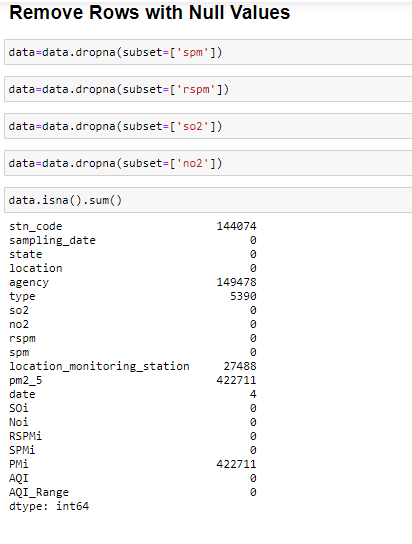 Remove Rows with Null Values
data=data.dropna(subset=['spm'])
data=data.dropna(subset=['rspm'])
data=data.dropna(subset=['so2'])
data=data.dropna(subset=['no2'])
data.isna().sum()
stn_code 144074
sampling_date 0
state 0
location 0
agency 149478
type 5390
so2 0
no2 0
rspm 0
spm 0
location_monitoring_station 27488
pm2_5 422711
date 4
SOi 0
Noi 0
RSPMi 0
SPMi 0
PMi 422711
AQI 0
AQI_Range 0
dtype: int64